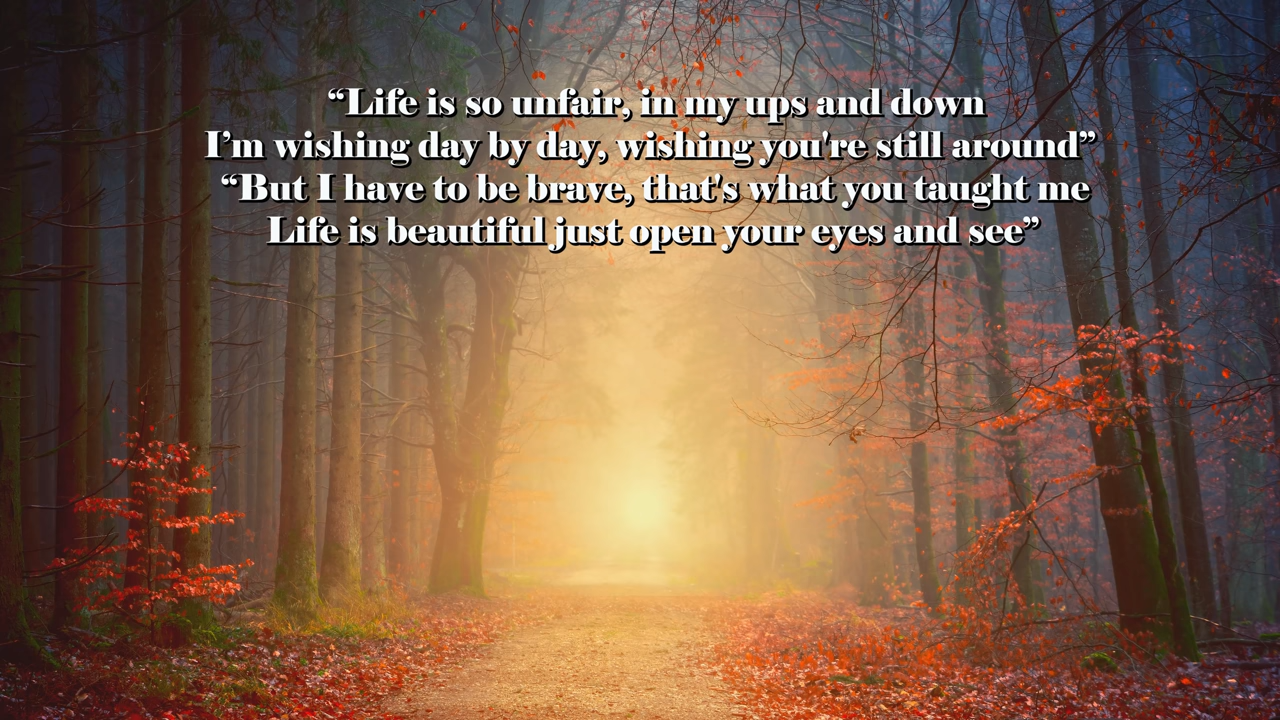 “Life is so unfair, in my ups and down
I’m wishing day by day, wishing you're still around”
“But I have to be brave, that's what you taught me
Life is beautiful just open your eyes and see”